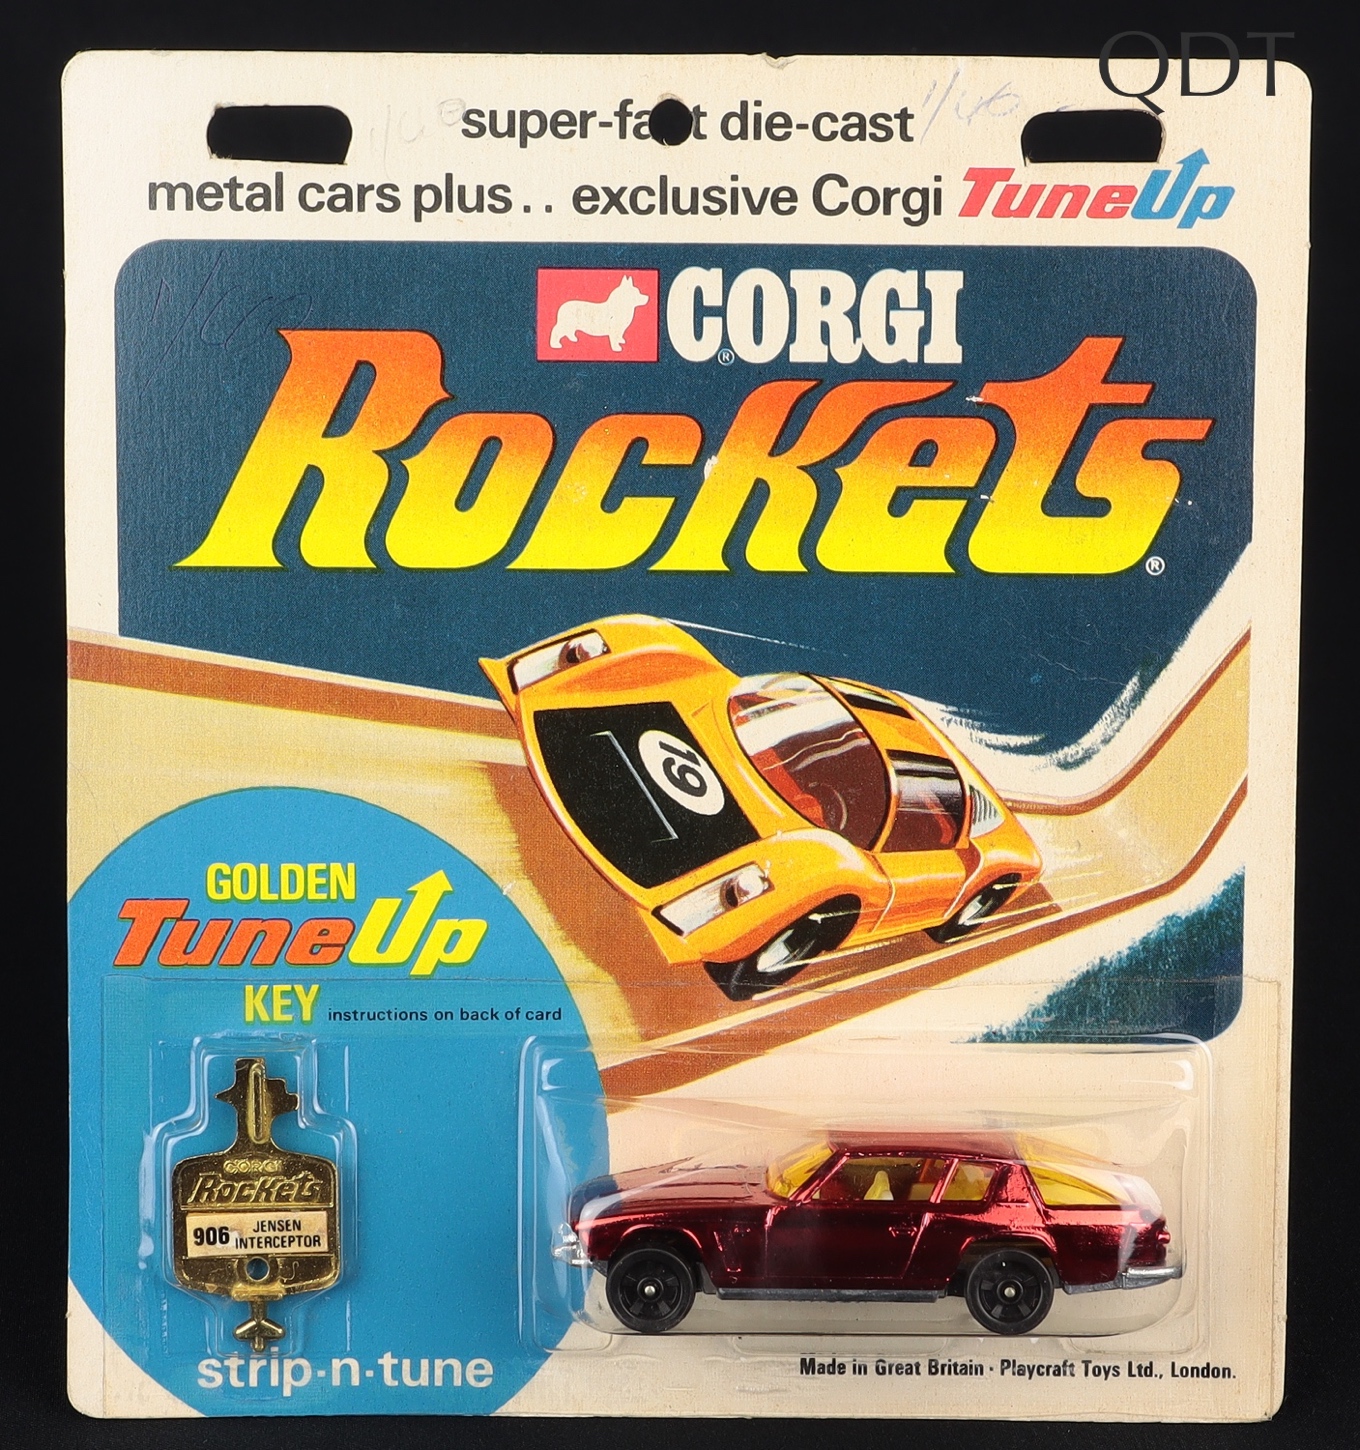 QDT
super-fast die-cast
metal cars plus.. exclusive Corgi TuneUp
CORGI®
Rockets®
19
GOLDEN
TuneUp
KEY instructions on back of card
CORGI
Rockets
906 JENSEN
INTERCEPTOR
strip-n-tune
Made in Great Britain · Playcraft Toys Ltd., London.